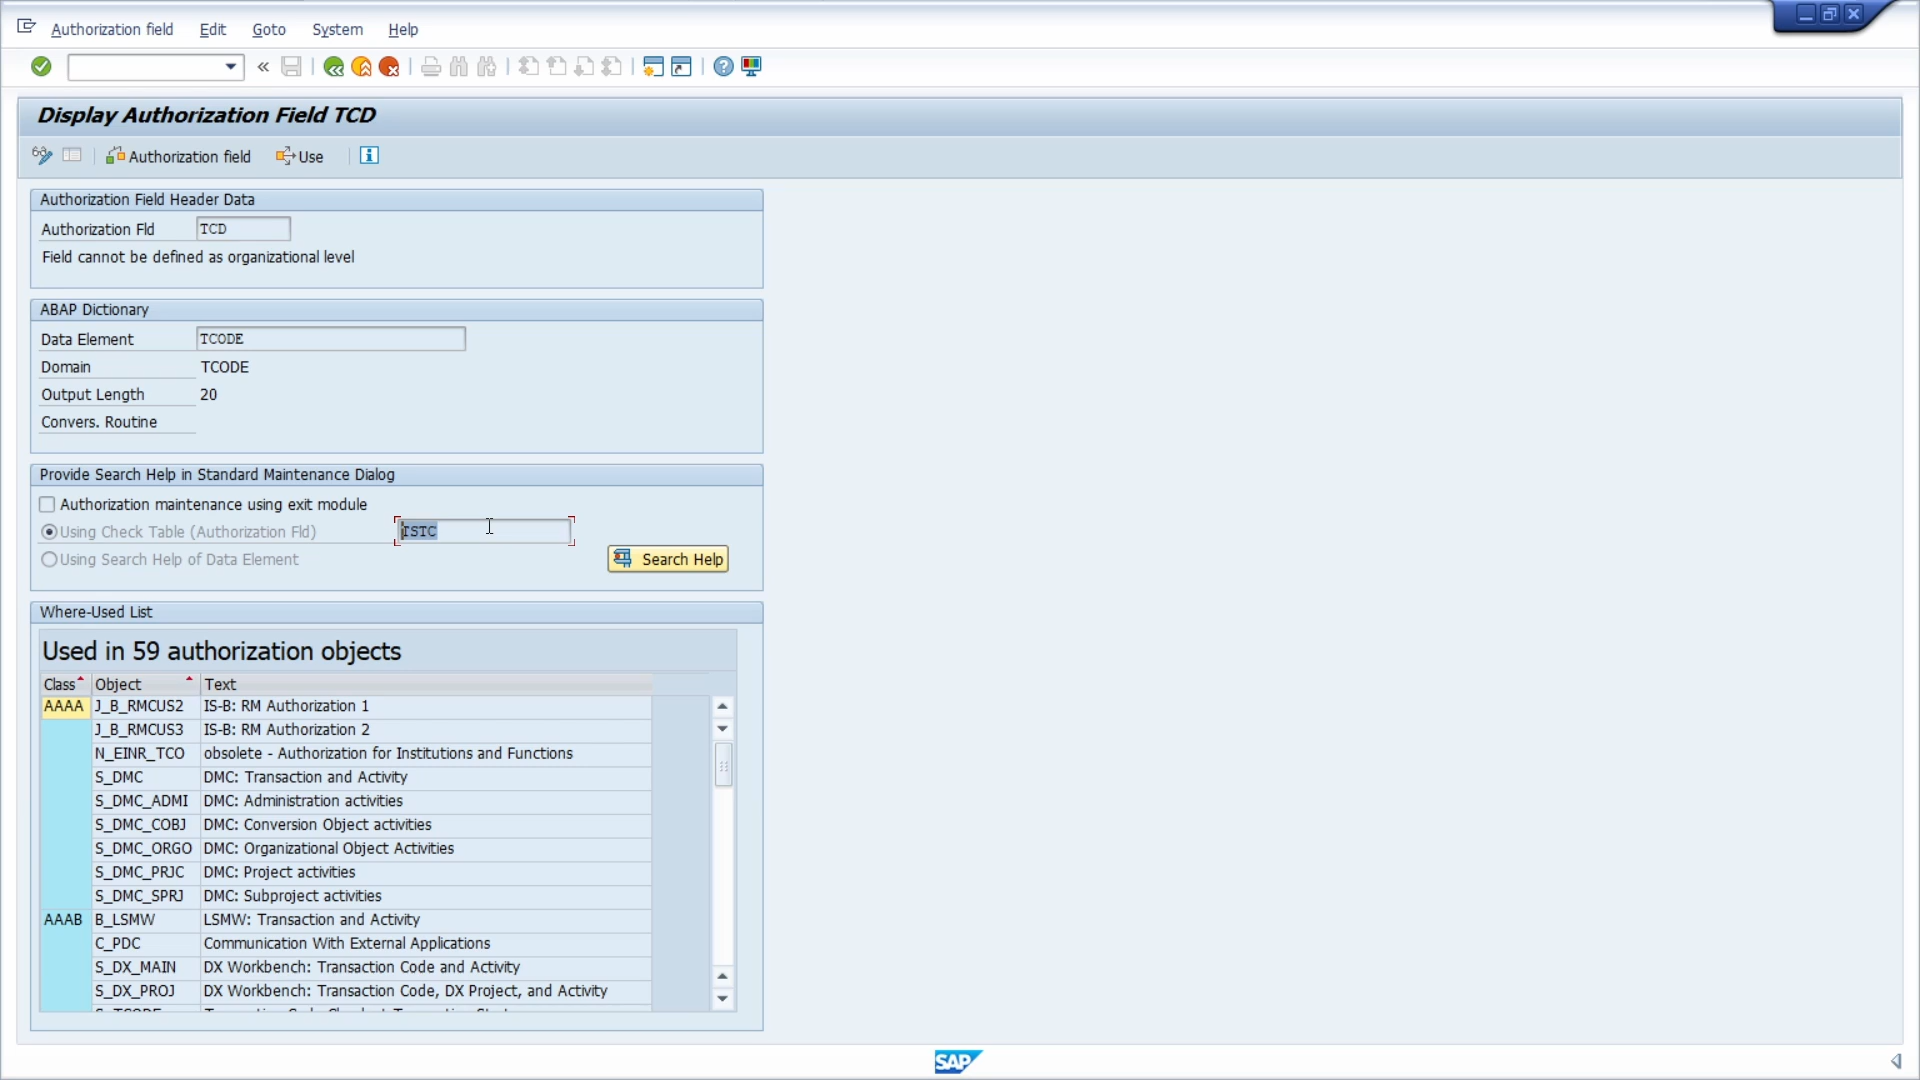 Authorization field Edit Goto System Help
Display Authorization Field TCD
Authorization field Use
Authorization Field Header Data
Authorization Fld TCD
Field cannot be defined as organizational level
ABAP Dictionary
Data Element TCODE
Domain TCODE
Output Length 20
Convers. Routine
Provide Search Help in Standard Maintenance Dialog
Authorization maintenance using exit module
Using Check Table (Authorization Fld) TSTC
Using Search Help of Data Element Search Help
Where-Used List
Used in 59 authorization objects
Class Object Text
AAAA J_B_RMCUS2 IS-B: RM Authorization 1
J_B_RMCUS3 IS-B: RM Authorization 2
N_EINR_TCO obsolete - Authorization for Institutions and Functions
S_DMC DMC: Transaction and Activity
S_DMC_ADMI DMC: Administration activities
S_DMC_COBJ DMC: Conversion Object activities
S_DMC_ORGO DMC: Organizational Object Activities
S_DMC_PRJC DMC: Project activities
S_DMC_SPRJ DMC: Subproject activities
AAAB B_LSMW LSMW: Transaction and Activity
C_PDC Communication With External Applications
S_DX_MAIN DX Workbench: Transaction Code and Activity
S_DX_PROJ DX Workbench: Transaction Code, DX Project, and Activity
SAP